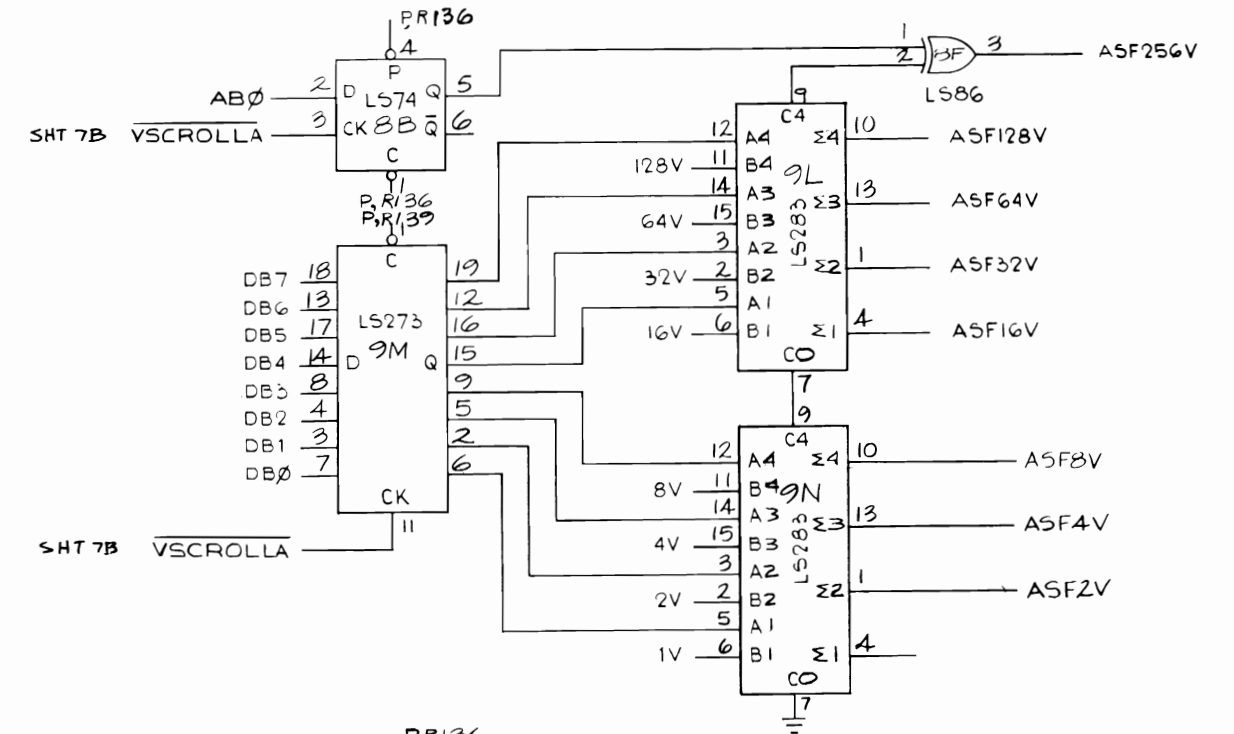 P,R136
4
P
2 D LS74 Q 5
ABØ
SHT 7B VSCROLLA 3 CK 8B Q 6
C
1
P,R136
P,R139
1
C
DB7 18 19
DB6 13 12
DB5 17 LS273 16
DB4 14 D 9M Q 15
DB3 8 9
DB2 4 5
DB1 3 2
DBØ 7 6
CK
11
SHT 7B VSCROLLA
1
2 3 ASF256V
LS86
9
C4
12 A4 Σ4 10 ASF128V
128V 11 B4
9L
14 A3 Σ3 13 ASF64V
64V 15 B3
LS283
3 A2 Σ2 1 ASF32V
32V 2 B2
5 A1
16V 6 B1 Σ1 4 ASF16V
CO
7
9
C4
12 A4 Σ4 10 ASF8V
8V 11 B4 9N
14 A3 Σ3 13 ASF4V
4V 15 B3
LS283
3 A2 Σ2 1 ASF2V
2V 2 B2
5 A1
1V 6 B1 Σ1 4
CO
7